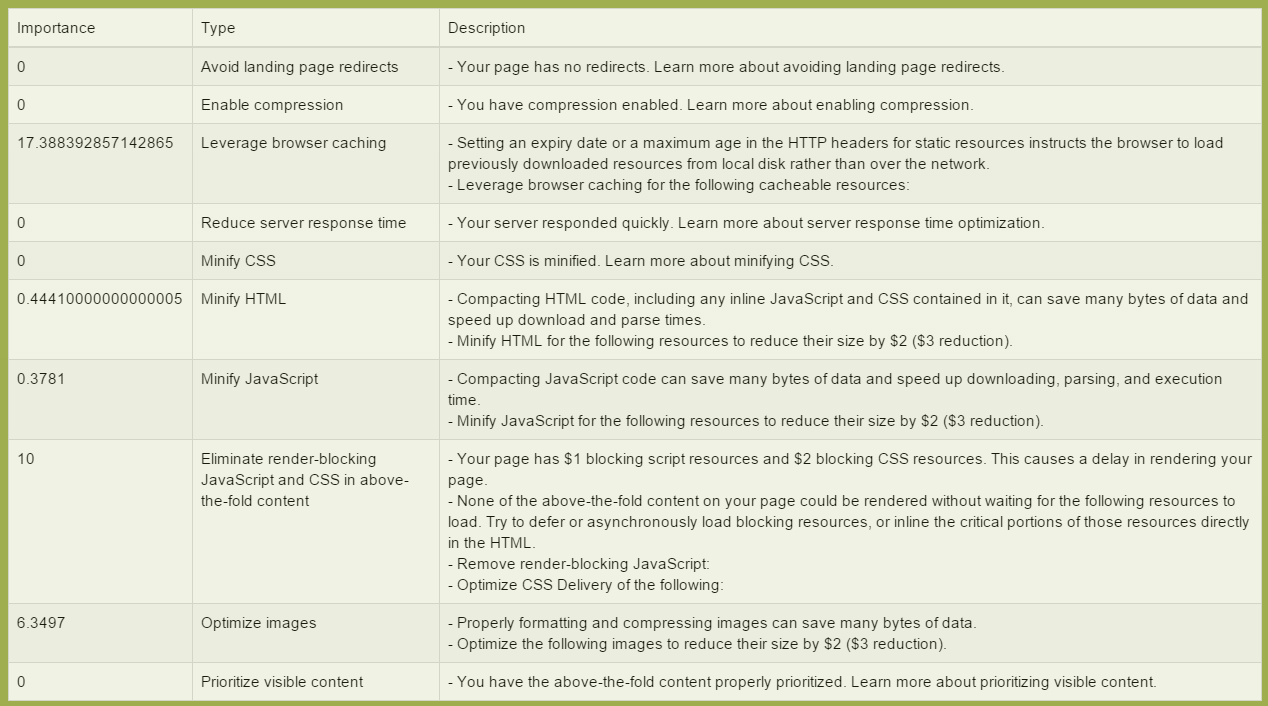 Importance Type Description
0 Avoid landing page redirects - Your page has no redirects. Learn more about avoiding landing page redirects.
0 Enable compression - You have compression enabled. Learn more about enabling compression.
17.388392857142865 Leverage browser caching - Setting an expiry date or a maximum age in the HTTP headers for static resources instructs the browser to load
previously downloaded resources from local disk rather than over the network.
- Leverage browser caching for the following cacheable resources:
0 Reduce server response time - Your server responded quickly. Learn more about server response time optimization.
0 Minify CSS - Your CSS is minified. Learn more about minifying CSS.
0.44410000000000005 Minify HTML - Compacting HTML code, including any inline JavaScript and CSS contained in it, can save many bytes of data and
speed up download and parse times.
- Minify HTML for the following resources to reduce their size by $2 ($3 reduction).
0.3781 Minify JavaScript - Compacting JavaScript code can save many bytes of data and speed up downloading, parsing, and execution
time.
- Minify JavaScript for the following resources to reduce their size by $2 ($3 reduction).
10 Eliminate render-blocking - Your page has $1 blocking script resources and $2 blocking CSS resources. This causes a delay in rendering your
JavaScript and CSS in above- page.
the-fold content - None of the above-the-fold content on your page could be rendered without waiting for the following resources to
load. Try to defer or asynchronously load blocking resources, or inline the critical portions of those resources directly
in the HTML.
- Remove render-blocking JavaScript:
- Optimize CSS Delivery of the following:
6.3497 Optimize images - Properly formatting and compressing images can save many bytes of data.
- Optimize the following images to reduce their size by $2 ($3 reduction).
0 Prioritize visible content - You have the above-the-fold content properly prioritized. Learn more about prioritizing visible content.